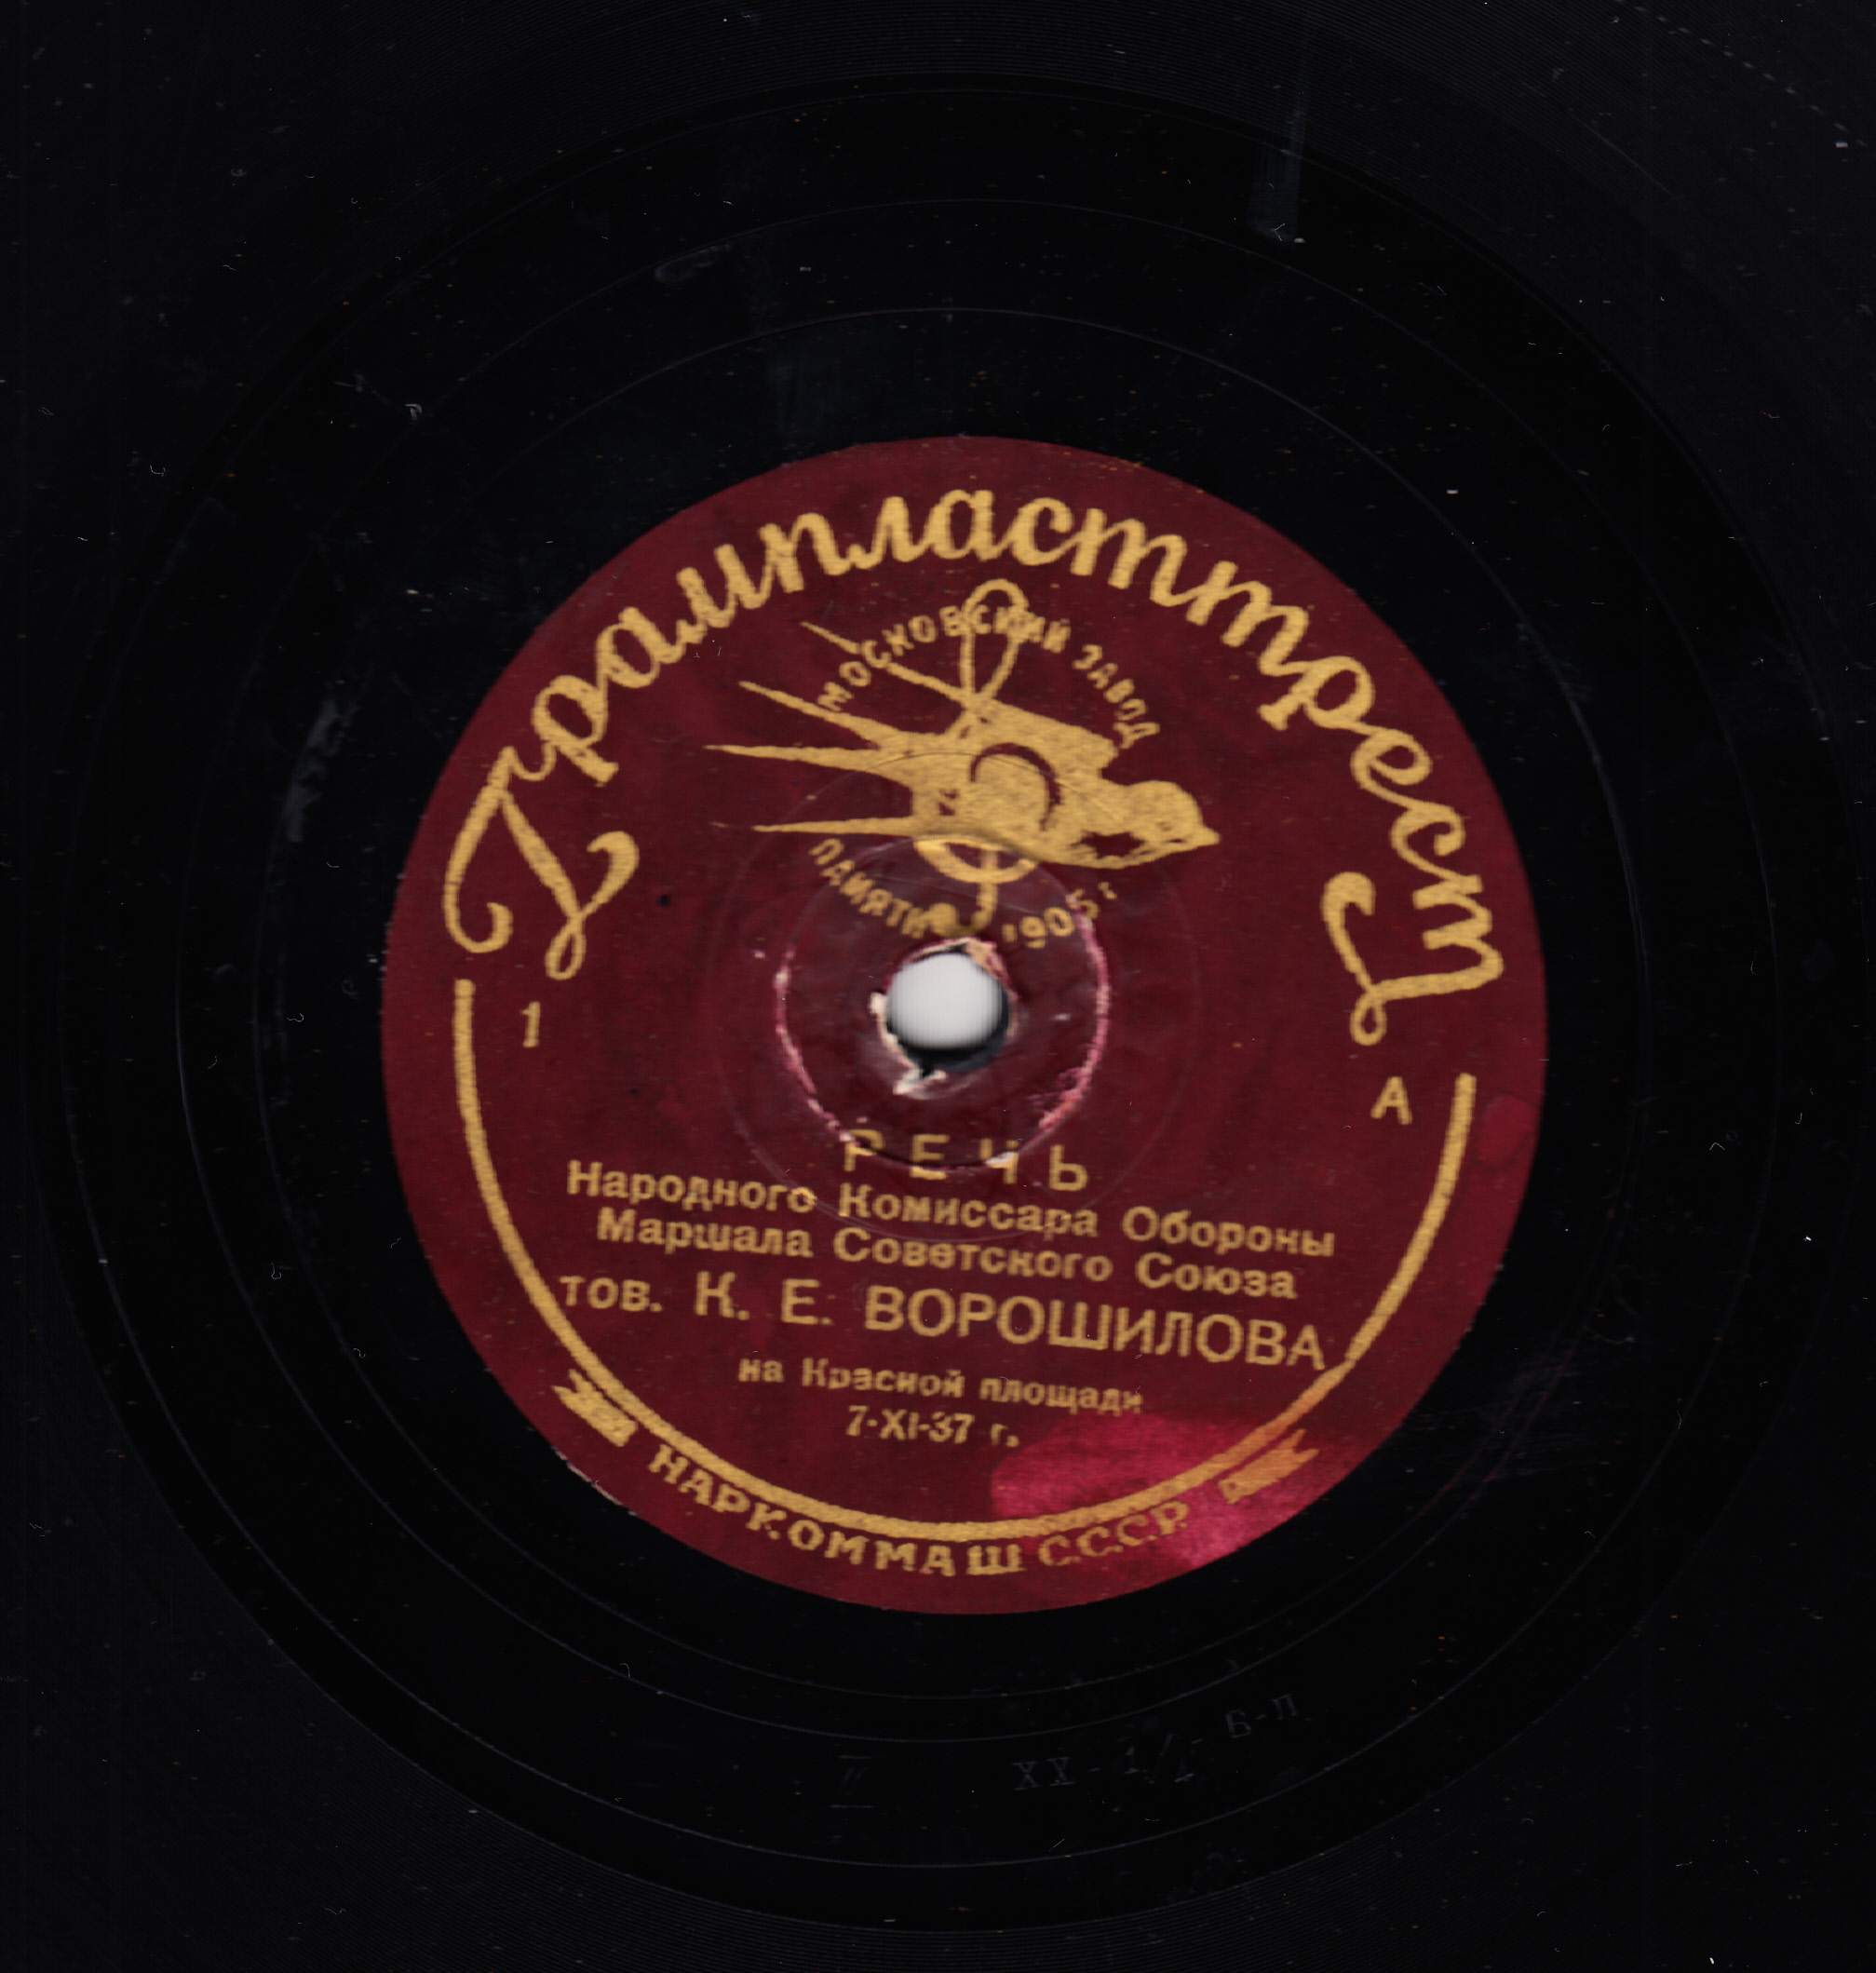 Грампласттрест
МОСКОВСКИЙ ЗАВОД
ПАМЯТИ 1905 г.
1
А
РЕЧЬ
Народного Комиссара Обороны
Маршала Советского Союза
тов. К. Е. ВОРОШИЛОВА
на Красной площади
7-XI-37 г.
НАРКОММАШ С.С.С.Р.